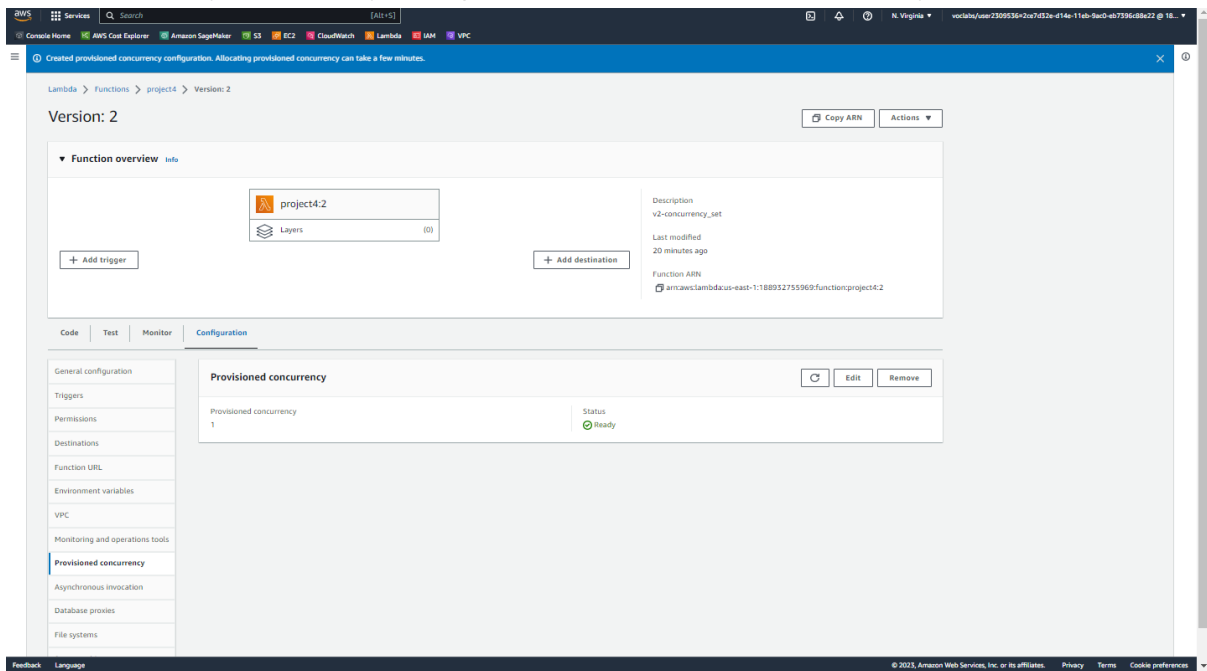 aws Services Search [Alt+S] N. Virginia ▼ voclabs/user2309536=2ce7d32e-d14e-11eb-9ac0-eb7396c88e22 @ 18... ▼
Console Home AWS Cost Explorer Amazon SageMaker S3 EC2 CloudWatch Lambda IAM VPC
Created provisioned concurrency configuration. Allocating provisioned concurrency can take a few minutes.
Lambda > Functions > project4 > Version: 2
Version: 2
Copy ARN
Actions ▼
▼ Function overview Info
project4:2
Layers (0)
+ Add trigger
+ Add destination
Description
v2-concurrency_set
Last modified
20 minutes ago
Function ARN
arn:aws:lambda:us-east-1:188932755969:function:project4:2
Code Test Monitor Configuration
General configuration
Triggers
Permissions
Destinations
Function URL
Environment variables
VPC
Monitoring and operations tools
Provisioned concurrency
Asynchronous invocation
Database proxies
File systems
Provisioned concurrency
Edit
Remove
Provisioned concurrency
1
Status
Ready
Feedback Language © 2023, Amazon Web Services, Inc. or its affiliates. Privacy Terms Cookie preferences